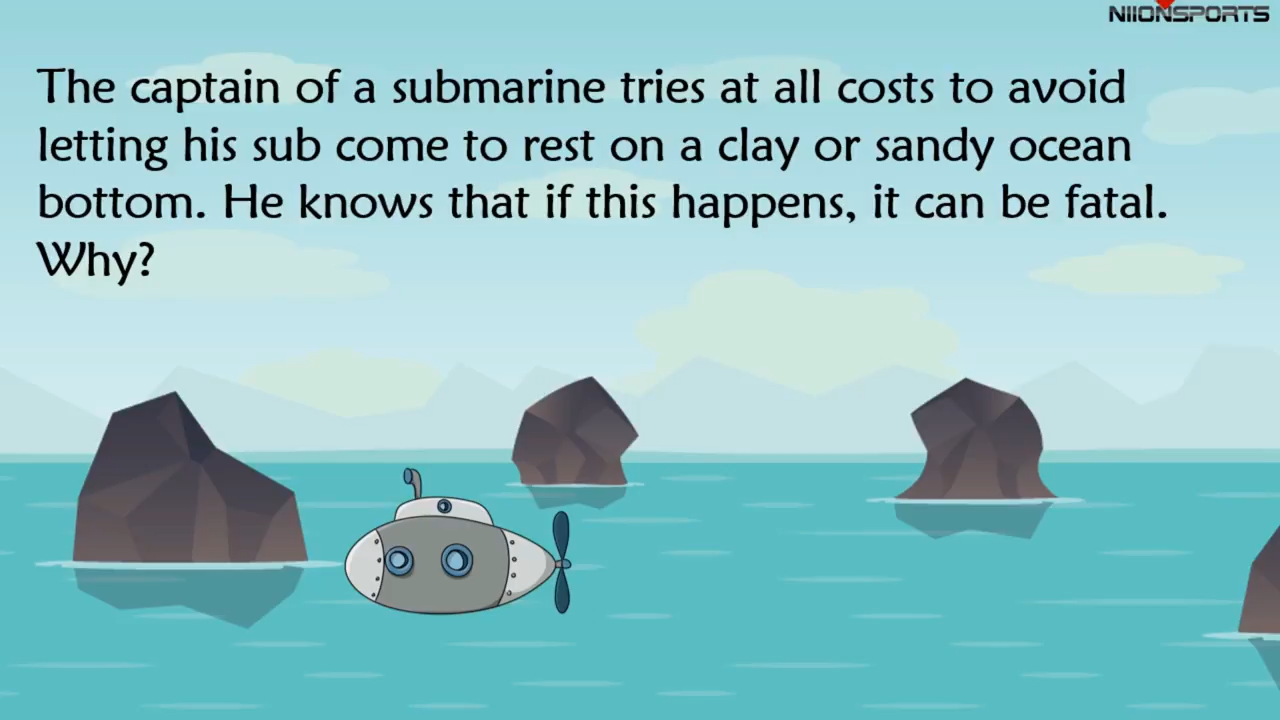 NIIONSPORTS
The captain of a submarine tries at all costs to avoid
letting his sub come to rest on a clay or sandy ocean
bottom. He knows that if this happens, it can be fatal.
Why?